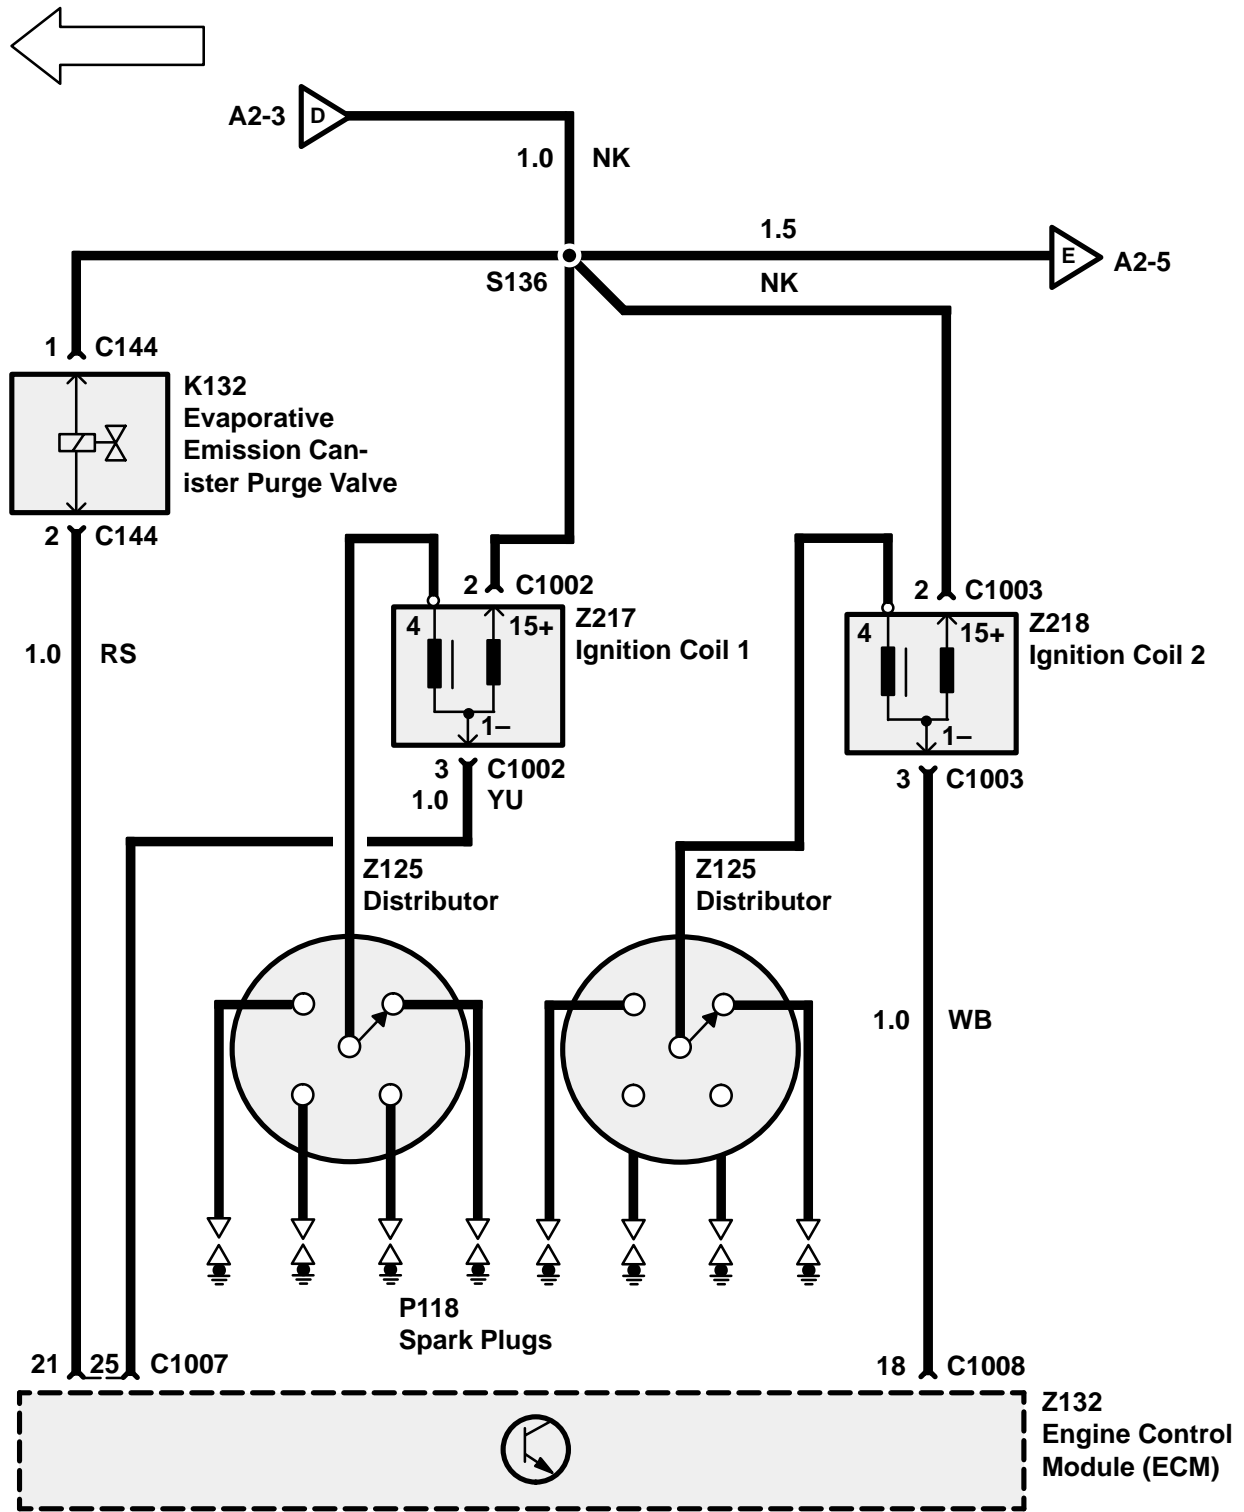 A2-3 D
1.0 NK
1.5
E A2-5
S136 NK
1 C144
K132
Evaporative
Emission Can-
ister Purge Valve
2 C144
2 C1002
4 15+
1–
Z217
Ignition Coil 1
3 C1002
1.0 YU
2 C1003
4 15+
1–
Z218
Ignition Coil 2
3 C1003
1.0 RS
Z125
Distributor
Z125
Distributor
1.0 WB
P118
Spark Plugs
21 25 C1007
18 C1008
Z132
Engine Control
Module (ECM)